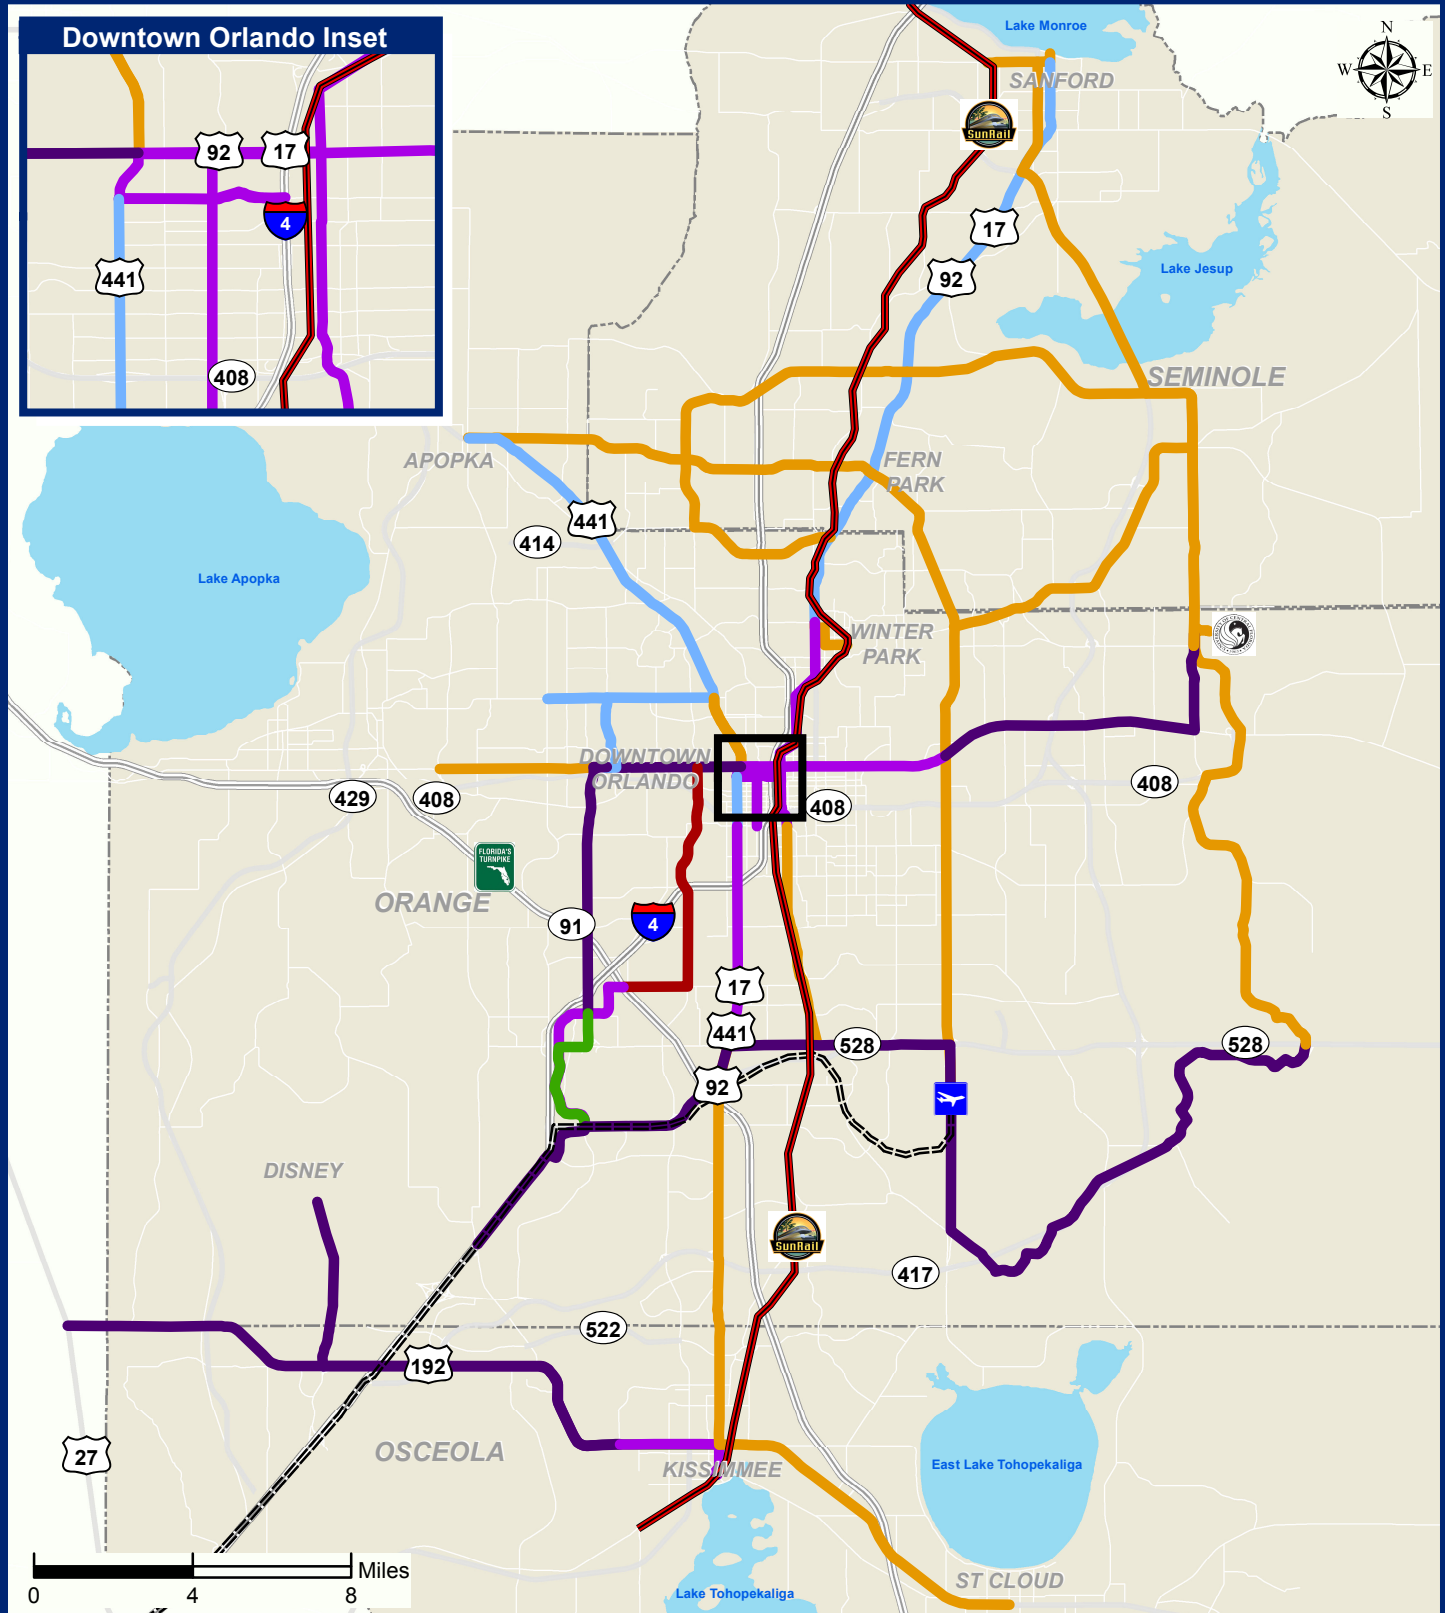 Downtown Orlando Inset
92
17
4
441
408
Lake Monroe
SANFORD
N
W
E
S
SunRail
17
92
Lake Jesup
SEMINOLE
APOPKA
FERN
PARK
441
414
Lake Apopka
WINTER
PARK
DOWNTOWN
ORLANDO
429
408
408
408
FLORIDA'S
TURNPIKE
ORANGE
91
4
17
441
528
528
92
DISNEY
SunRail
417
522
192
27
OSCEOLA
KISSIMMEE
East Lake Tohopekaliga
ST CLOUD
Lake Tohopekaliga
Miles
0
4
8